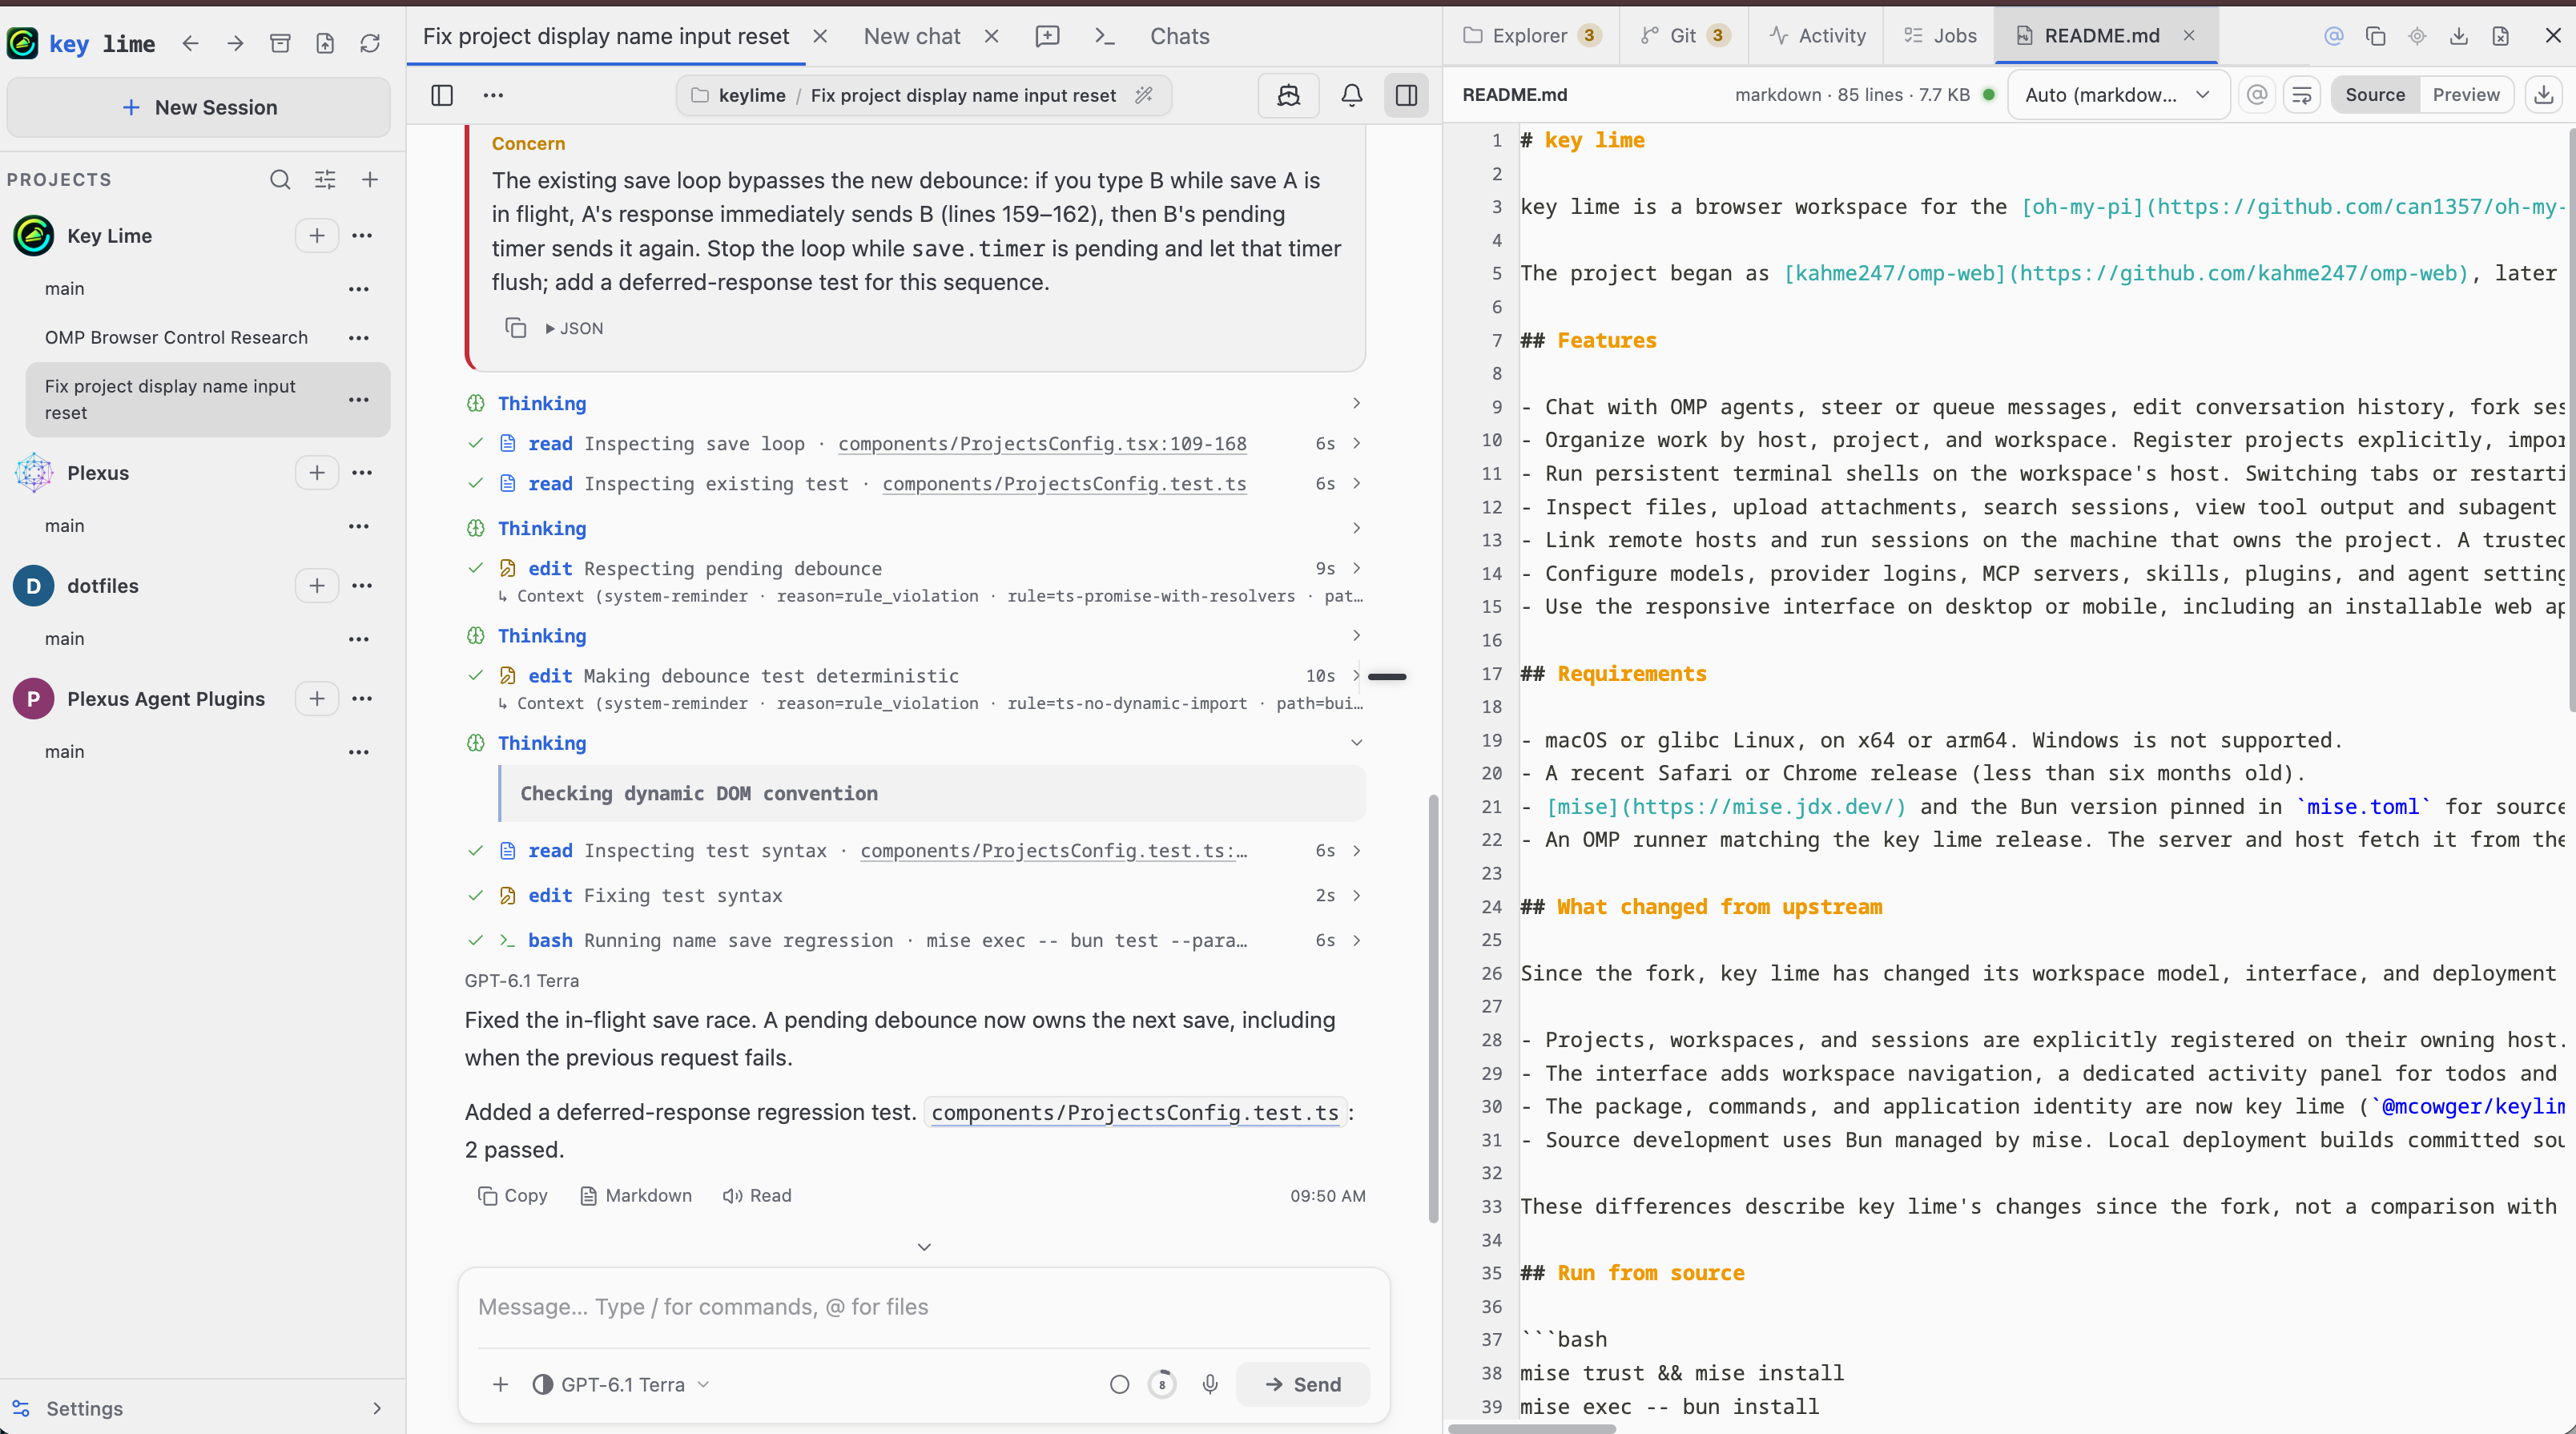 key lime
New Session
PROJECTS
Key Lime
main
OMP Browser Control Research
Fix project display name input
reset
Plexus
main
D dotfiles
main
P Plexus Agent Plugins
main
Settings
Fix project display name input reset
New chat
Chats
keylime / Fix project display name input reset
Concern
The existing save loop bypasses the new debounce: if you type B while save A is
in flight, A's response immediately sends B (lines 159–162), then B's pending
timer sends it again. Stop the loop while save.timer is pending and let that timer
flush; add a deferred-response test for this sequence.
JSON
Thinking
read Inspecting save loop · components/ProjectsConfig.tsx:109-168 6s
read Inspecting existing test · components/ProjectsConfig.test.ts 6s
Thinking
edit Respecting pending debounce 9s
↳ Context (system-reminder · reason=rule_violation · rule=ts-promise-with-resolvers · pat…
Thinking
edit Making debounce test deterministic 10s
↳ Context (system-reminder · reason=rule_violation · rule=ts-no-dynamic-import · path=bui…
Thinking
Checking dynamic DOM convention
read Inspecting test syntax · components/ProjectsConfig.test.ts:… 6s
edit Fixing test syntax 2s
bash Running name save regression · mise exec -- bun test --para… 6s
GPT-6.1 Terra
Fixed the in-flight save race. A pending debounce now owns the next save, including
when the previous request fails.
Added a deferred-response regression test. components/ProjectsConfig.test.ts:
2 passed.
Copy Markdown Read 09:50 AM
Message... Type / for commands, @ for files
GPT-6.1 Terra 8 Send
Explorer 3 Git 3 Activity Jobs README.md
README.md markdown · 85 lines · 7.7 KB Auto (markdow... Source Preview
1 # key lime
2
3 key lime is a browser workspace for the [oh-my-pi](https://github.com/can1357/oh-my-
4
5 The project began as [kahme247/omp-web](https://github.com/kahme247/omp-web), later
6
7 ## Features
8
9 - Chat with OMP agents, steer or queue messages, edit conversation history, fork ses
10 - Organize work by host, project, and workspace. Register projects explicitly, impor
11 - Run persistent terminal shells on the workspace's host. Switching tabs or restarti
12 - Inspect files, upload attachments, search sessions, view tool output and subagent
13 - Link remote hosts and run sessions on the machine that owns the project. A trusted
14 - Configure models, provider logins, MCP servers, skills, plugins, and agent setting
15 - Use the responsive interface on desktop or mobile, including an installable web ap
16
17 ## Requirements
18
19 - macOS or glibc Linux, on x64 or arm64. Windows is not supported.
20 - A recent Safari or Chrome release (less than six months old).
21 - [mise](https://mise.jdx.dev/) and the Bun version pinned in `mise.toml` for source
22 - An OMP runner matching the key lime release. The server and host fetch it from the
23
24 ## What changed from upstream
25
26 Since the fork, key lime has changed its workspace model, interface, and deployment
27
28 - Projects, workspaces, and sessions are explicitly registered on their owning host.
29 - The interface adds workspace navigation, a dedicated activity panel for todos and
30 - The package, commands, and application identity are now key lime (`@mcowger/keylim
31 - Source development uses Bun managed by mise. Local deployment builds committed sou
32
33 These differences describe key lime's changes since the fork, not a comparison with
34
35 ## Run from source
36
37 ```bash
38 mise trust && mise install
39 mise exec -- bun install